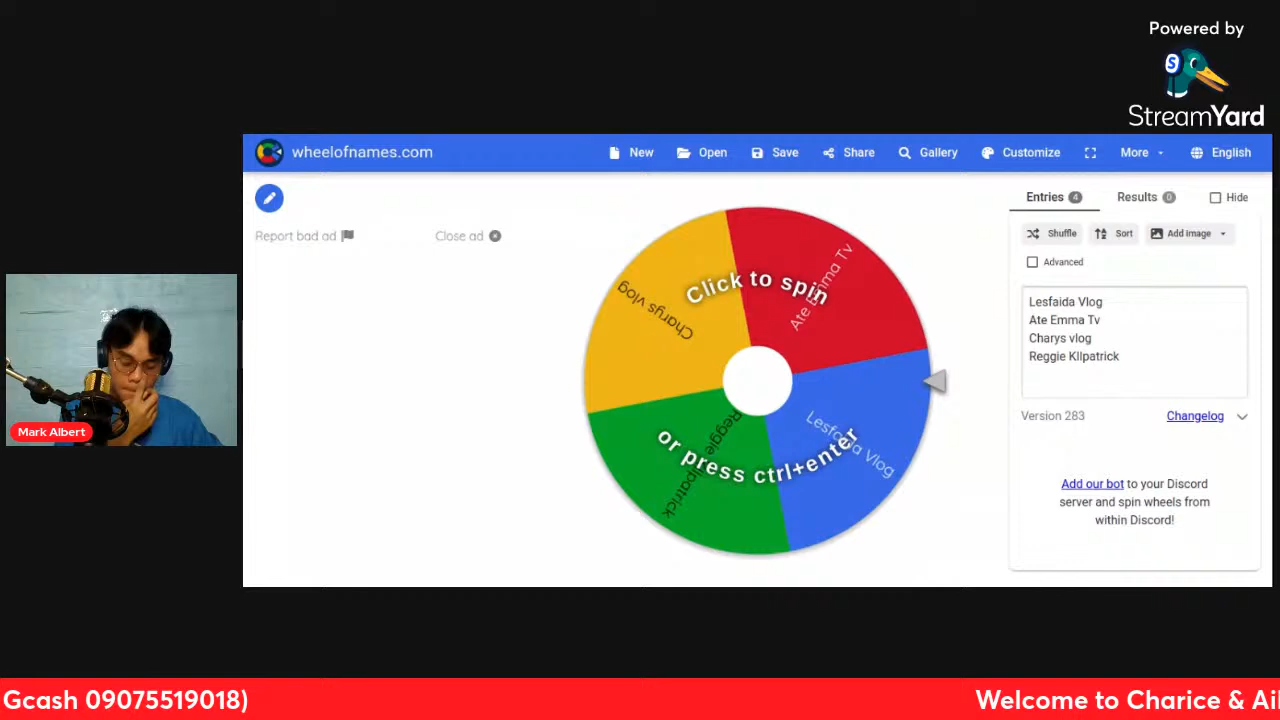 Powered by
StreamYard
wheelofnames.com
New
Open
Save
Share
Gallery
Customize
More
English
Report bad ad
Close ad
Entries 4
Results 0
Hide
Shuffle
Sort
Add image
Advanced
Lesfaida Vlog
Ate Emma Tv
Charys vlog
Reggie KIlpatrick
Version 283
Changelog
Add our bot to your Discord
server and spin wheels from
within Discord!
Click to spin
or press ctrl+enter
Charys vlog
Ate Emma Tv
Reggie KIlpatrick
Lesfaida Vlog
Mark Albert
Gcash 09075519018)
Welcome to Charice & Ail